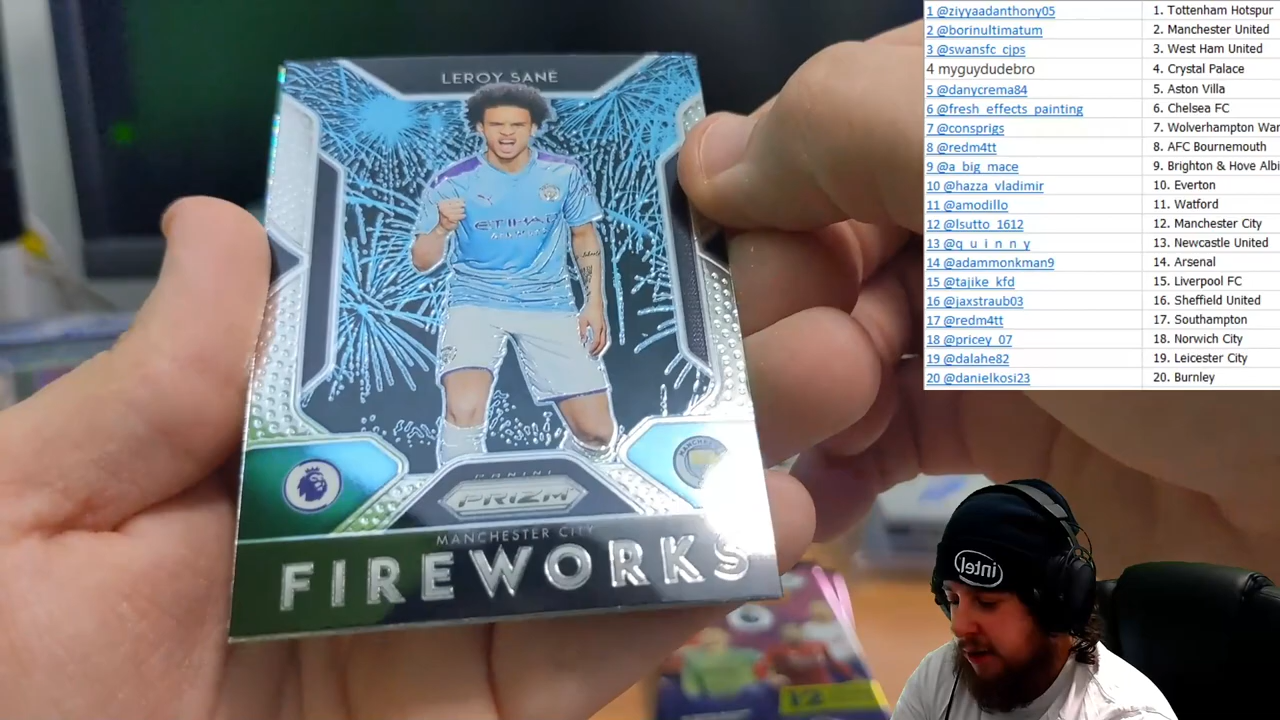 LEROY SANÉ
ETIHAD
AIRWAYS
PANINI
PRIZM
MANCHESTER CITY
FIREWORKS
MANCHESTER
12
intel
1 @ziyyaadanthony05 1. Tottenham Hotspur
2 @borinultimatum 2. Manchester United
3 @swansfc_cjps 3. West Ham United
4 myguydudebro 4. Crystal Palace
5 @danycrema84 5. Aston Villa
6 @fresh_effects_painting 6. Chelsea FC
7 @consprigs 7. Wolverhampton Wan
8 @redm4tt 8. AFC Bournemouth
9 @a_big_mace 9. Brighton & Hove Albi
10 @hazza_vladimir 10. Everton
11 @amodillo 11. Watford
12 @lsutto_1612 12. Manchester City
13 @q_u_i_n_n_y 13. Newcastle United
14 @adammonkman9 14. Arsenal
15 @tajike_kfd 15. Liverpool FC
16 @jaxstraub03 16. Sheffield United
17 @redm4tt 17. Southampton
18 @pricey_07 18. Norwich City
19 @dalahe82 19. Leicester City
20 @danielkosi23 20. Burnley